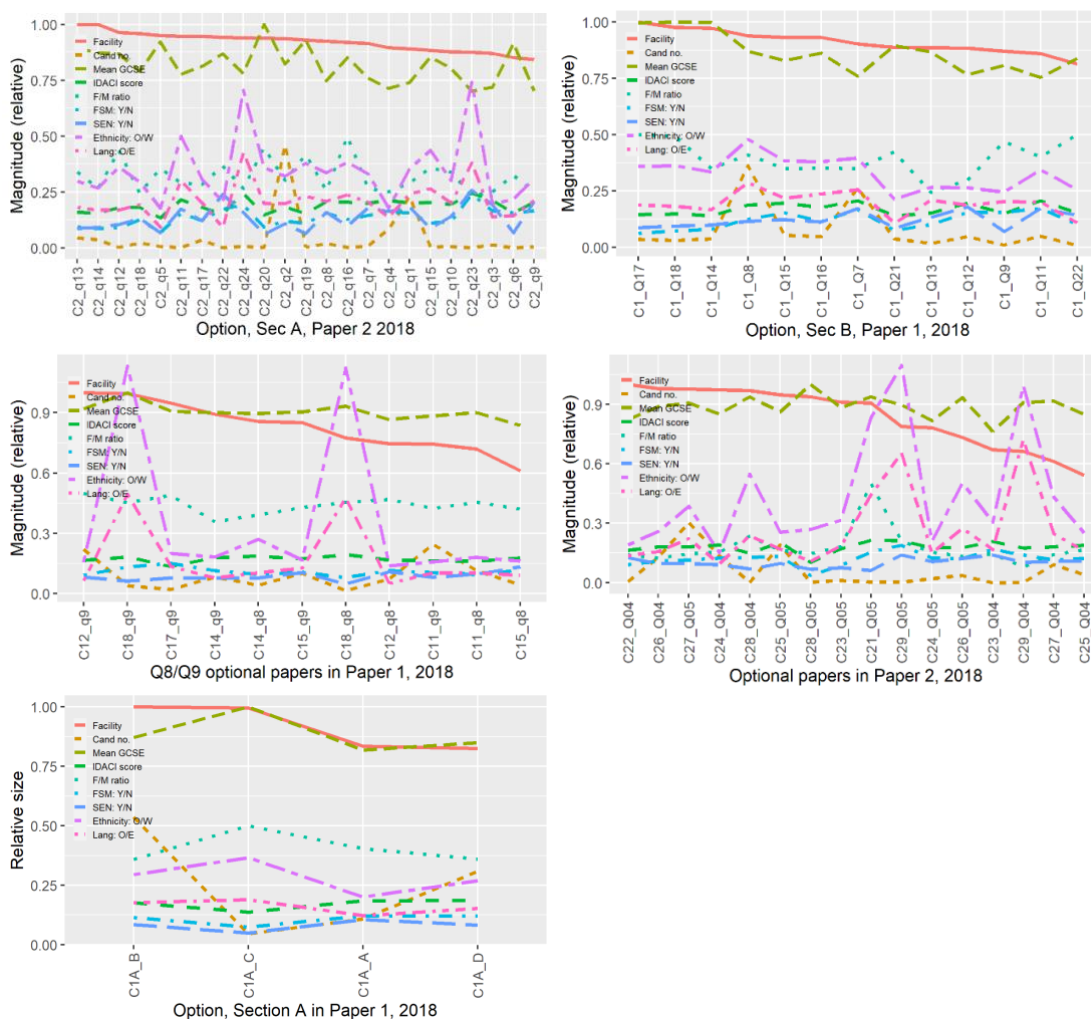 Magnitude (relative)
1.00
0.75
0.50
0.25
0.00
Facility
Cand no.
Mean GCSE
IDACI score
F/M ratio
FSM: Y/N
SEN: Y/N
Ethnicity: O/W
Lang: O/E
C2_q13
C2_q14
C2_q12
C2_q18
C2_q5
C2_q11
C2_q17
C2_q22
C2_q24
C2_q20
C2_q2
C2_q19
C2_q8
C2_q16
C2_q7
C2_q4
C2_q1
C2_q15
C2_q10
C2_q23
C2_q3
C2_q6
C2_q9
Option, Sec A, Paper 2 2018
Magnitude (relative)
1.00
0.75
0.50
0.25
0.00
Facility
Cand no.
Mean GCSE
IDACI score
F/M ratio
FSM: Y/N
SEN: Y/N
Ethnicity: O/W
Lang: O/E
C1_Q17
C1_Q18
C1_Q14
C1_Q8
C1_Q15
C1_Q16
C1_Q7
C1_Q21
C1_Q13
C1_Q12
C1_Q9
C1_Q11
C1_Q22
Option, Sec B, Paper 1, 2018
Magnitude (relative)
0.9
0.6
0.3
0.0
Facility
Cand no.
Mean GCSE
IDACI score
F/M ratio
FSM: Y/N
SEN: Y/N
Ethnicity: O/W
Lang: O/E
C12_q9
C18_q9
C17_q9
C14_q9
C14_q8
C15_q9
C18_q8
C12_q8
C11_q9
C11_q8
C15_q8
Q8/Q9 optional papers in Paper 1, 2018
Magnitude (relative)
0.9
0.6
0.3
0.0
Facility
Cand no.
Mean GCSE
IDACI score
F/M ratio
FSM: Y/N
SEN: Y/N
Ethnicity: O/W
Lang: O/E
C22_Q04
C26_Q04
C27_Q05
C24_Q04
C28_Q04
C25_Q05
C28_Q05
C23_Q05
C21_Q05
C29_Q05
C24_Q05
C26_Q05
C23_Q04
C29_Q04
C27_Q04
C25_Q04
Optional papers in Paper 2, 2018
Relative size
1.00
0.75
0.50
0.25
0.00
Facility
Cand no.
Mean GCSE
IDACI score
F/M ratio
FSM: Y/N
SEN: Y/N
Ethnicity: O/W
Lang: O/E
C1A_B
C1A_C
C1A_A
C1A_D
Option, Section A in Paper 1, 2018